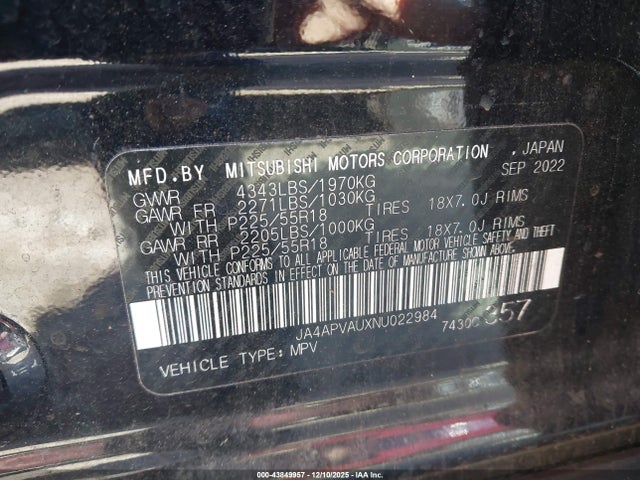 MFD.BY MITSUBISHI MOTORS CORPORATION , JAPAN
GVWR 4343LBS/1970KG SEP 2022
GAWR FR 2271LBS/1030KG
WITH P225/55R18 TIRES 18X7.0J RIMS
GAWR RR 2205LBS/1000KG
WITH P225/55R18 TIRES 18X7.0J RIMS
THIS VEHICLE CONFORMS TO ALL APPLICABLE FEDERAL MOTOR VEHICLE SAFETY AND THEFT
PREVENTION STANDARDS IN EFFECT ON THE DATE OF MANUFACTURE SHOWN ABOVE.
JA4APVAUXNU022984 357
VEHICLE TYPE: MPV
000-43849957 - 12/10/2025 - IAA Inc.